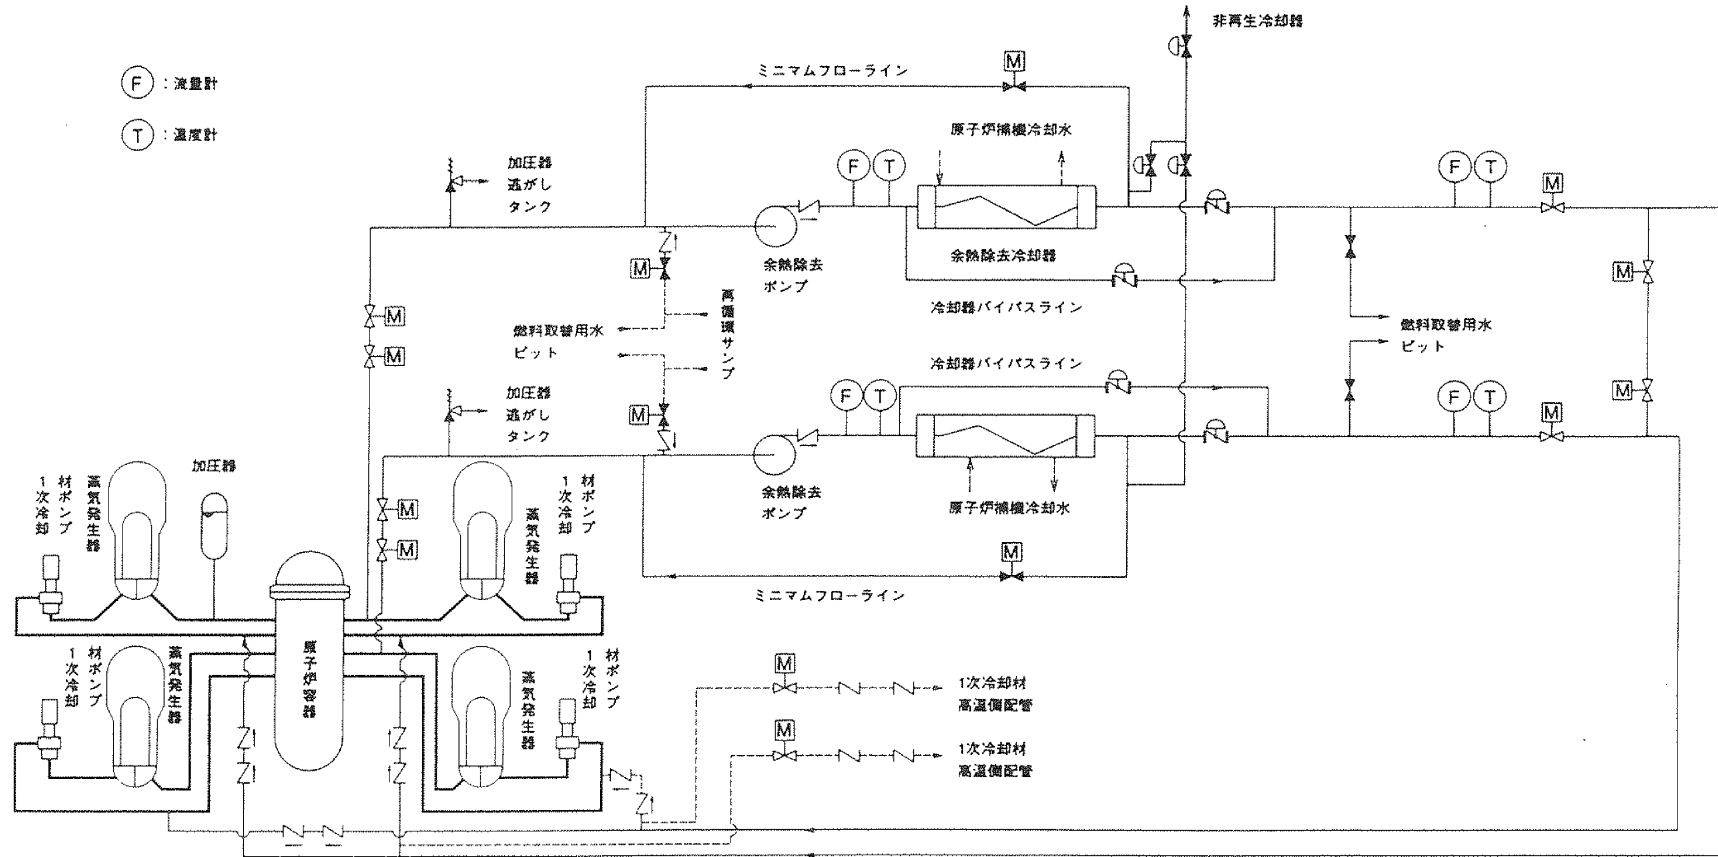 非再生冷却器
M
ミニマムフローライン
F：流量計
T：温度計
原子炉補機冷却水
加圧器
逃がし
タンク
F
T
F
T
M
余熱除去
ポンプ
余熱除去冷却器
M
M
冷却器バイパスライン
再循環サンプ
M
M
燃料取替用水
ピット
燃料取替用水
ピット
冷却器バイパスライン
加圧器
逃がし
タンク
F
T
F
T
M
M
M
余熱除去
ポンプ
原子炉補機冷却水
M
M
M
ミニマムフローライン
加圧器
1次冷却
材ポンプ
蒸気発生器
蒸気発生器
1次冷却
材ポンプ
原子炉容器
1次冷却
材ポンプ
蒸気発生器
蒸気発生器
1次冷却
材ポンプ
M
1次冷却材
高温側配管
M
1次冷却材
高温側配管